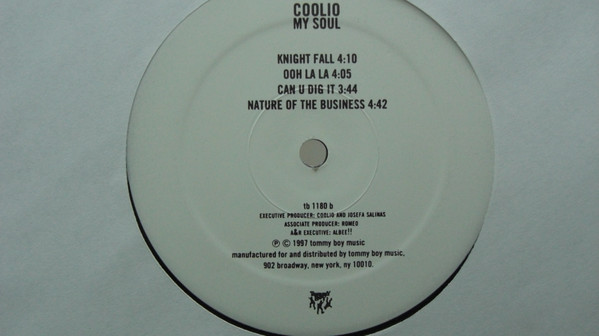 COOLIO
MY SOUL
KNIGHT FALL 4:10
OOH LA LA 4:05
CAN U DIG IT 3:44
NATURE OF THE BUSINESS 4:42
tb 1180 b
EXECUTIVE PRODUCER: COOLIO AND JOSEFA SALINAS
ASSOCIATE PRODUCER: ROMEO
A&R EXECUTIVE: ALBEE!!
℗ © 1997 tommy boy music
manufactured for and distributed by tommy boy music,
902 broadway, new york, ny 10010.